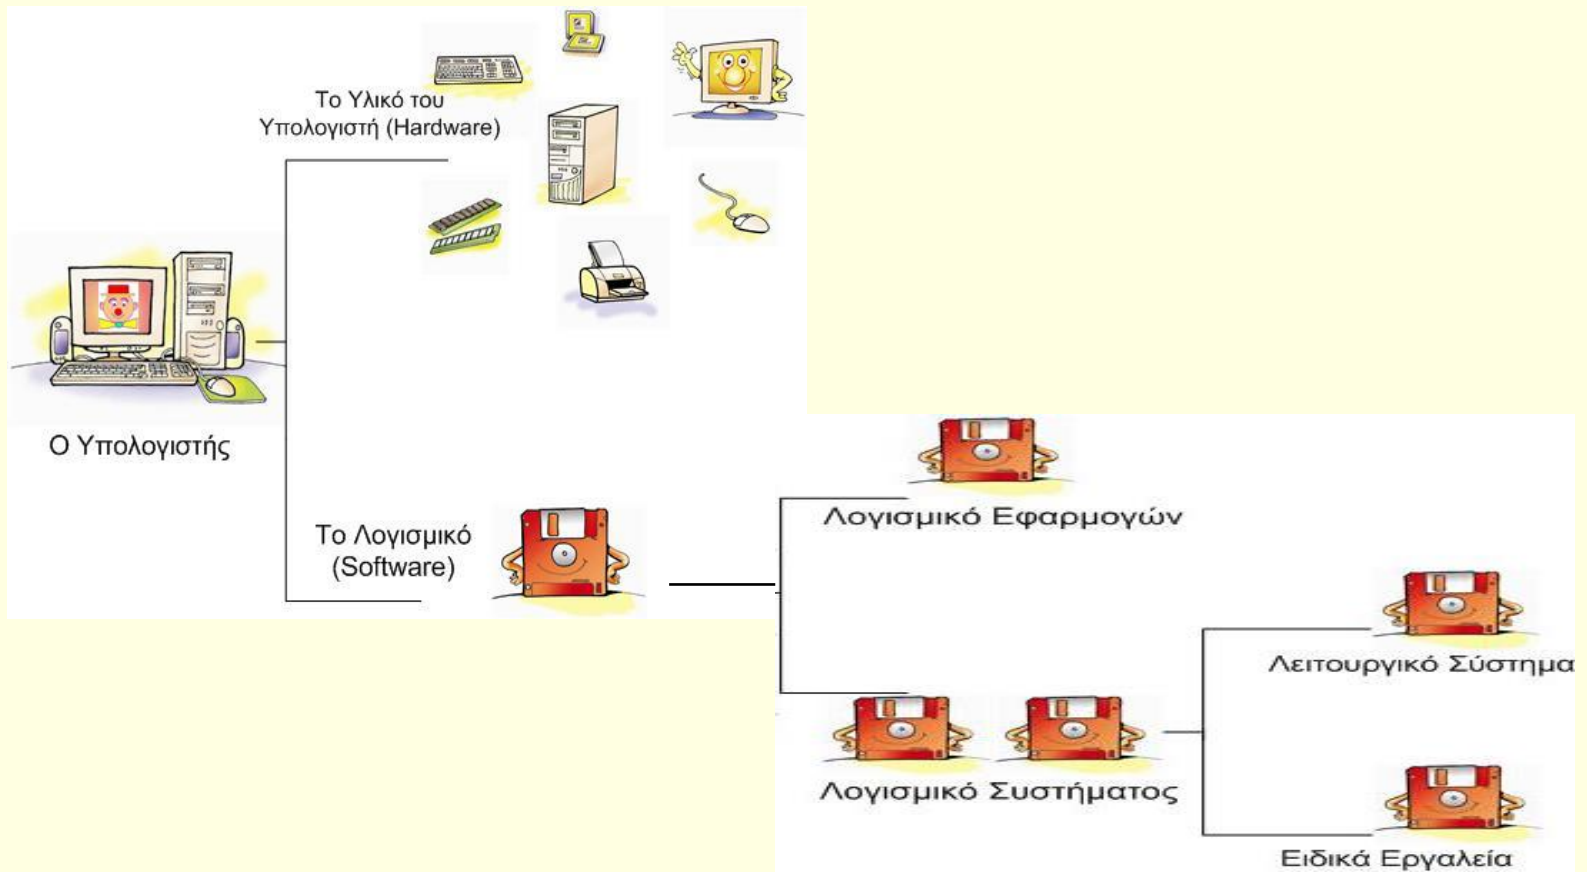 Το Υλικό του
Υπολογιστή (Hardware)
Ο Υπολογιστής
Το Λογισμικό
(Software)
Λογισμικό Εφαρμογών
Λειτουργικό Σύστημα
Λογισμικό Συστήματος
Ειδικά Εργαλεία